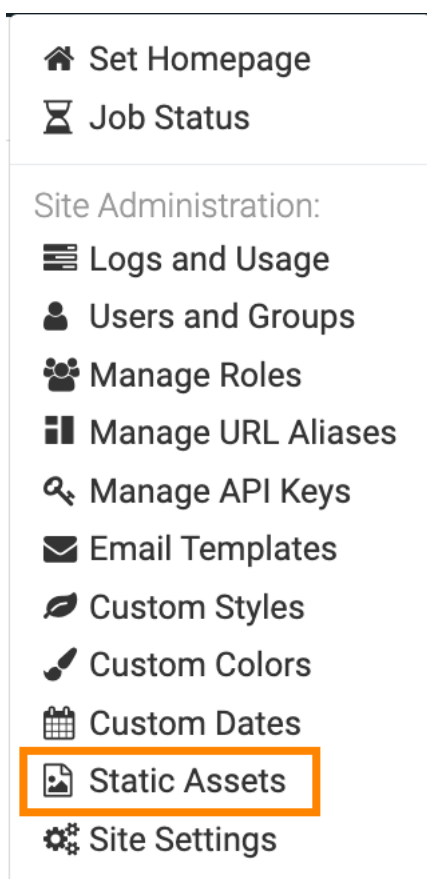 Set Homepage
Job Status
Site Administration:
Logs and Usage
Users and Groups
Manage Roles
Manage URL Aliases
Manage API Keys
Email Templates
Custom Styles
Custom Colors
Custom Dates
Static Assets
Site Settings